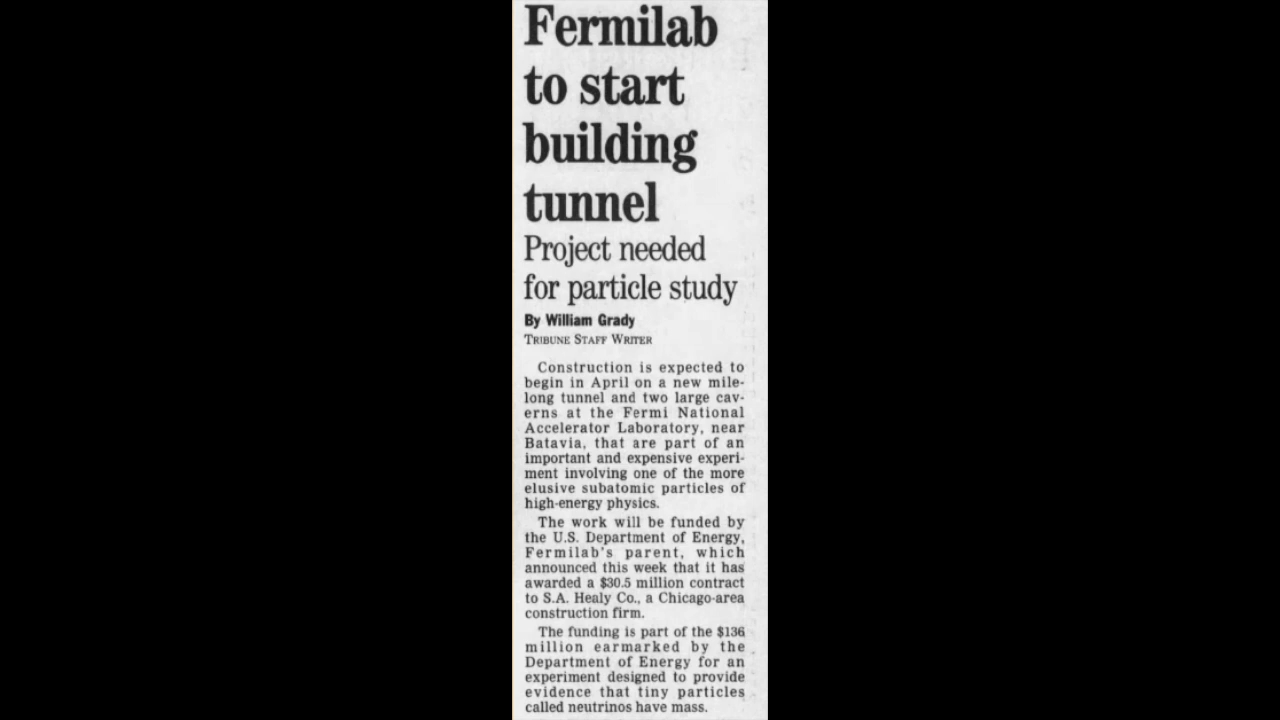 Fermilab
to start
building
tunnel
Project needed
for particle study
By William Grady
TRIBUNE STAFF WRITER
Construction is expected to
begin in April on a new mile-
long tunnel and two large cav-
erns at the Fermi National
Accelerator Laboratory, near
Batavia, that are part of an
important and expensive experi-
ment involving one of the more
elusive subatomic particles of
high-energy physics.
The work will be funded by
the U.S. Department of Energy,
Fermilab's parent, which
announced this week that it has
awarded a $30.5 million contract
to S.A. Healy Co., a Chicago-area
construction firm.
The funding is part of the $136
million earmarked by the
Department of Energy for an
experiment designed to provide
evidence that tiny particles
called neutrinos have mass.